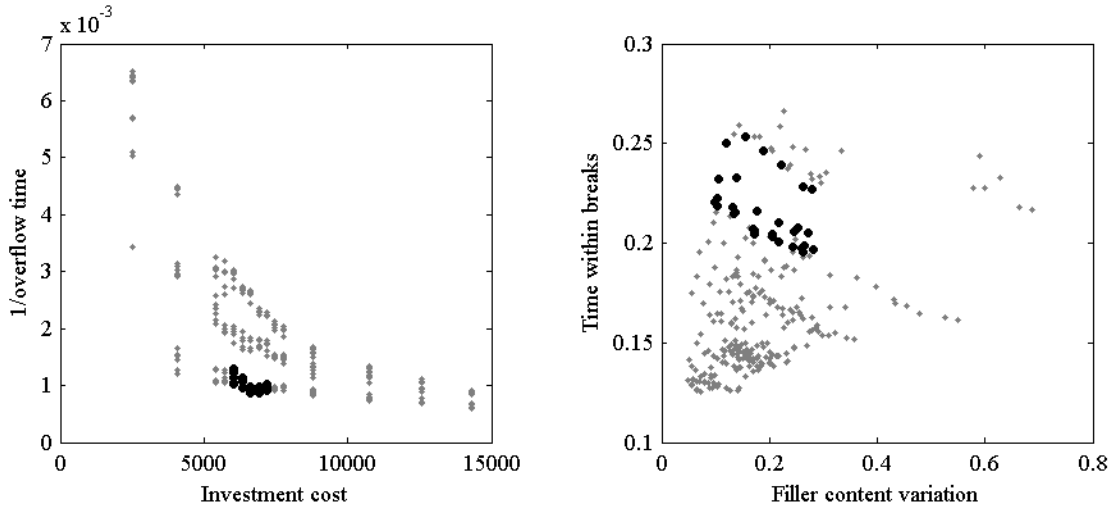 x 10-3
7
6
5
4
3
2
1
0
1/overflow time
0 5000 10000 15000
Investment cost
0.3
0.25
0.2
0.15
0.1
Time within breaks
0 0.2 0.4 0.6 0.8
Filler content variation